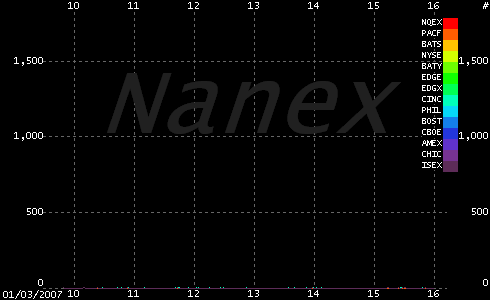 10 11 12 13 14 15 16 #
NQEX
PACF
BATS
NYSE
1,500 BATY 1,500
EDGE
EDGX
CINC
Nanex
PHIL
BOST
1,000 CBOE 1,000
AMEX
CHIC
ISEX
500 500
0 0
01/03/2007 10 11 12 13 14 15 16